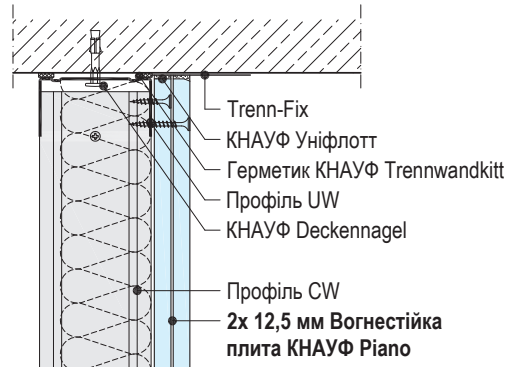 Trenn-Fix
КНАУФ Уніфлотт
Герметик КНАУФ Trennwandkitt
Профіль UW
КНАУФ Deckennagel
Профіль CW
2x 12,5 мм Вогнестійка
плита КНАУФ Piano